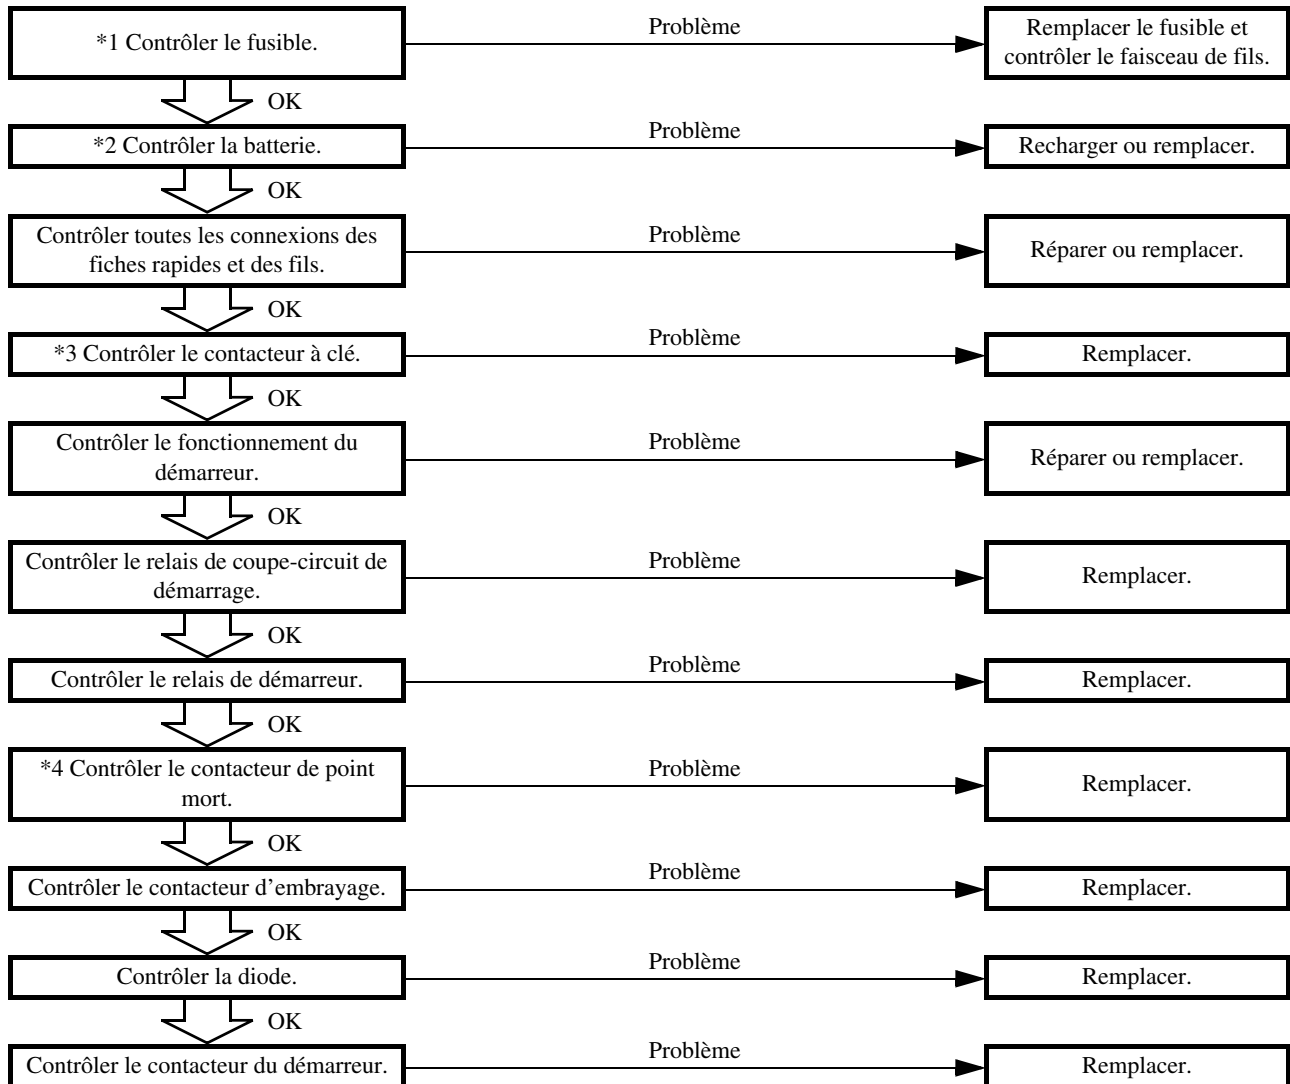 *1 Contrôler le fusible.
Problème
Remplacer le fusible et
contrôler le faisceau de fils.
OK
*2 Contrôler la batterie.
Problème
Recharger ou remplacer.
OK
Contrôler toutes les connexions des
fiches rapides et des fils.
Problème
Réparer ou remplacer.
OK
*3 Contrôler le contacteur à clé.
Problème
Remplacer.
OK
Contrôler le fonctionnement du
démarreur.
Problème
Réparer ou remplacer.
OK
Contrôler le relais de coupe-circuit de
démarrage.
Problème
Remplacer.
OK
Contrôler le relais de démarreur.
Problème
Remplacer.
OK
*4 Contrôler le contacteur de point
mort.
Problème
Remplacer.
OK
Contrôler le contacteur d’embrayage.
Problème
Remplacer.
OK
Contrôler la diode.
Problème
Remplacer.
OK
Contrôler le contacteur du démarreur.
Problème
Remplacer.